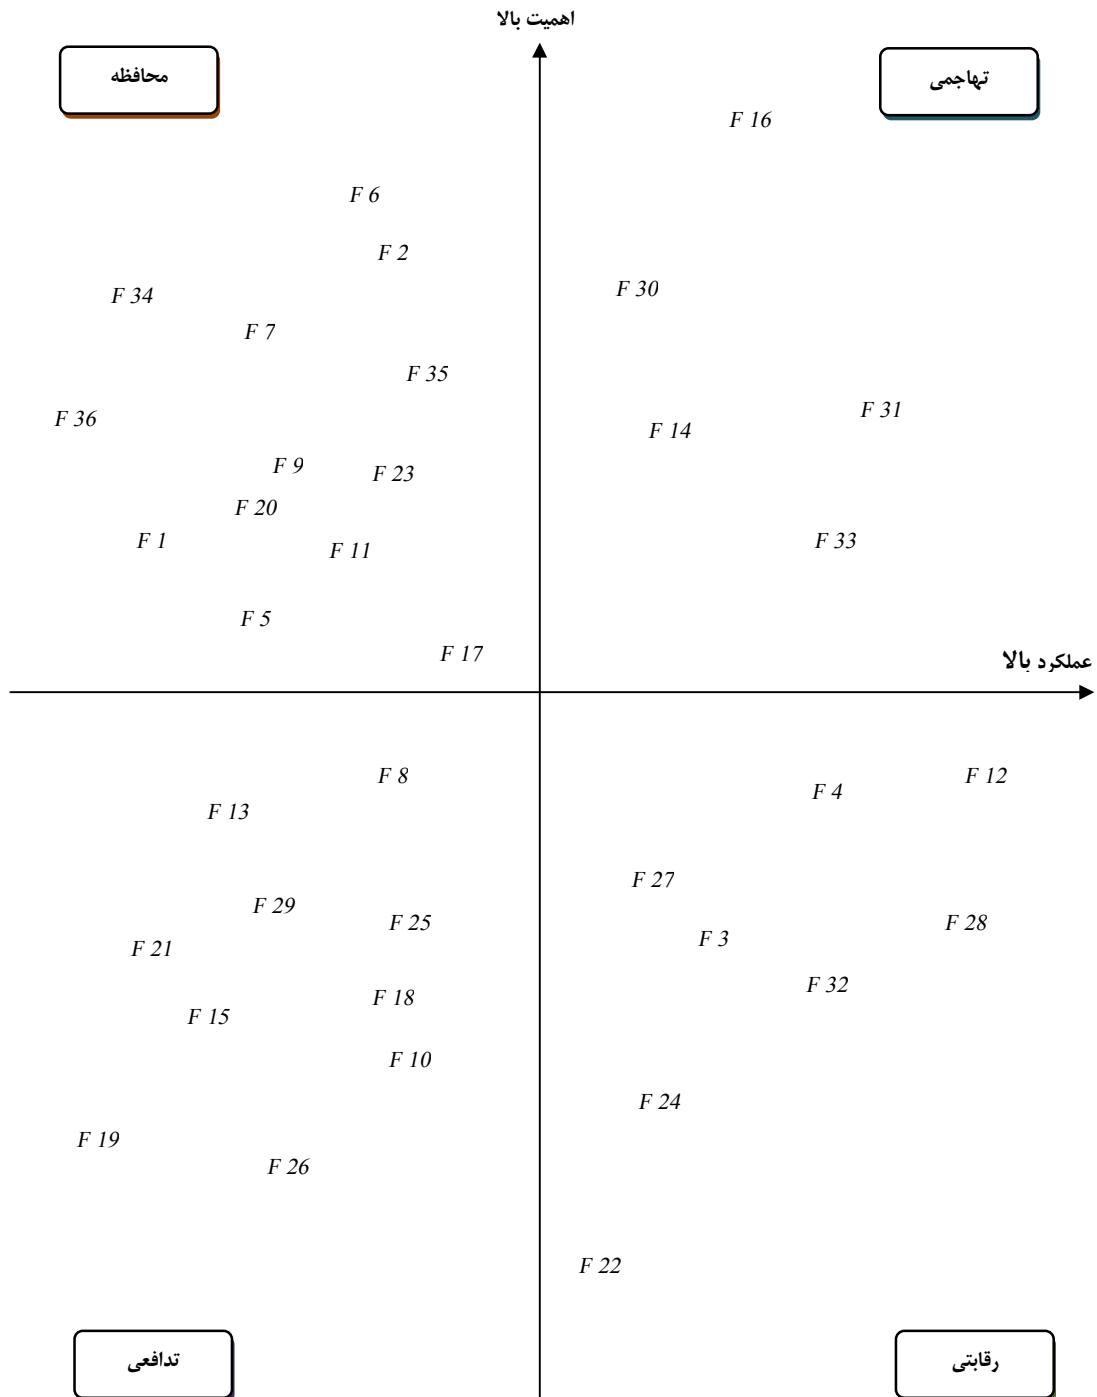 اهمیت بالا
محافظه
تهاجمی
F 16
F 6
F 2
F 30
F 34
F 7
F 35
F 31
F 36
F 14
F 9
F 23
F 20
F 1
F 11
F 33
F 5
F 17
عملکرد بالا
F 8
F 12
F 4
F 13
F 27
F 29
F 25
F 28
F 3
F 21
F 32
F 18
F 15
F 10
F 24
F 19
F 26
F 22
تدافعی
رقابتی